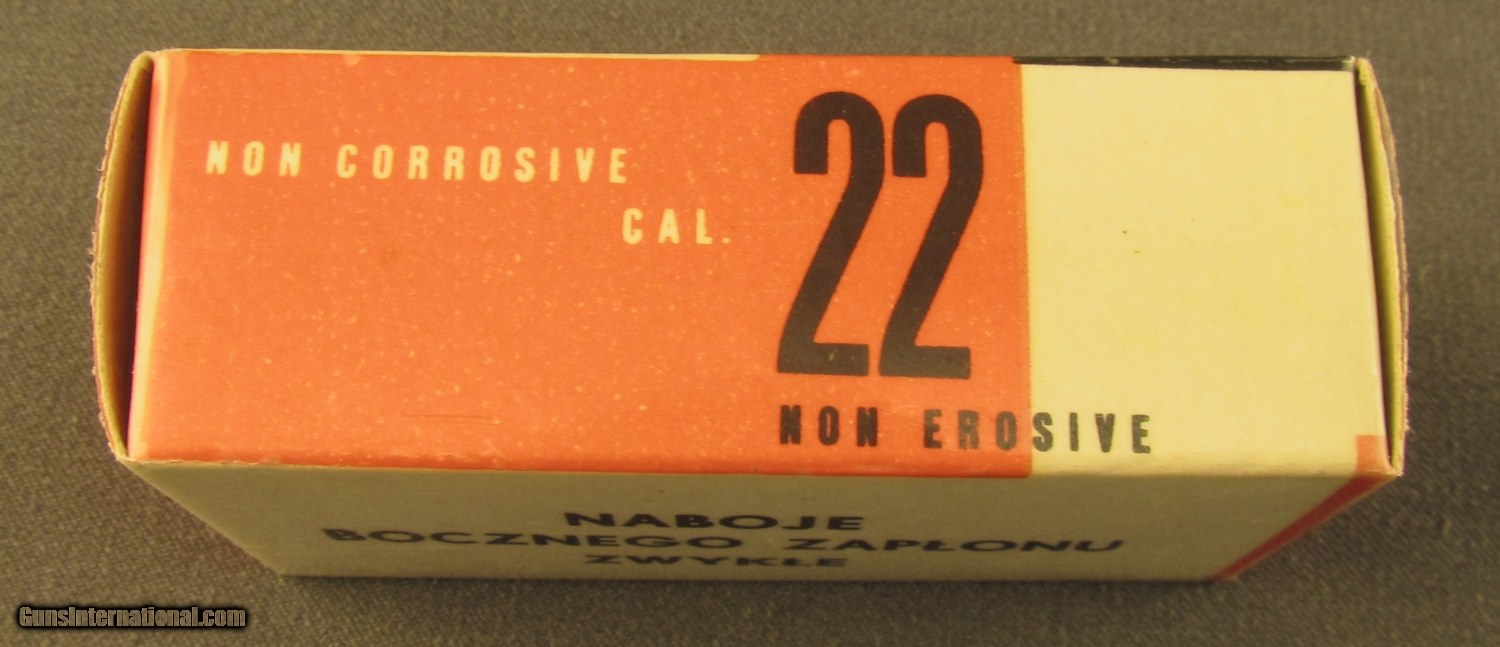 NON CORROSIVE
CAL.
22
NON EROSIVE
NABOJE
BOCZNEGO ZAPŁONU
ZWYKŁE
GunsInternational.com